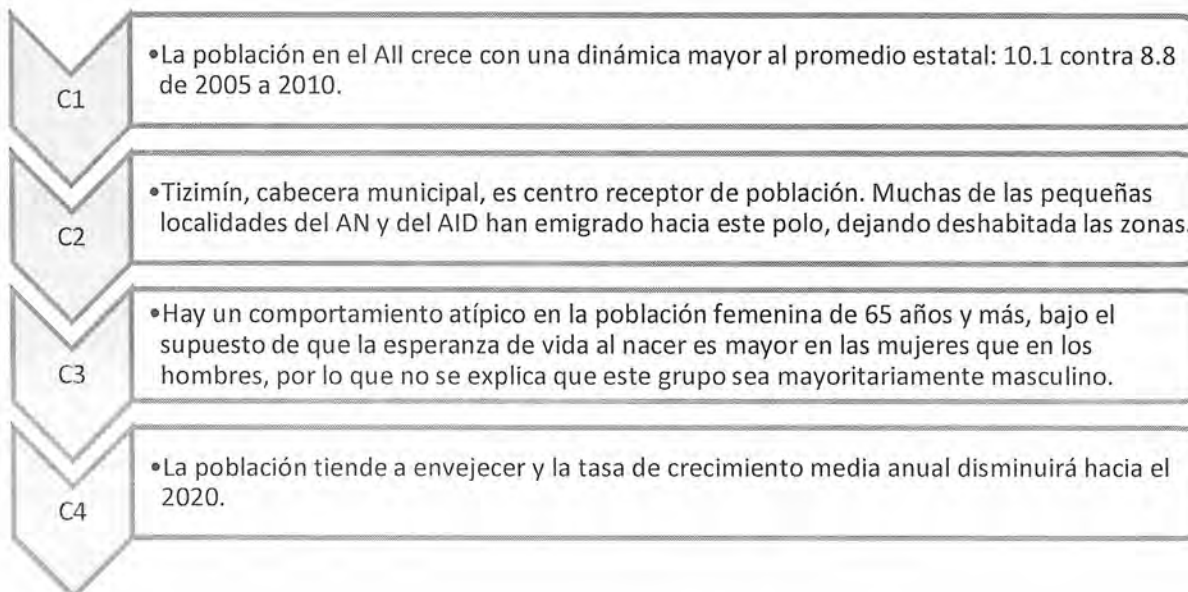 C1
•La población en el AII crece con una dinámica mayor al promedio estatal: 10.1 contra 8.8
de 2005 a 2010.
C2
•Tizimín, cabecera municipal, es centro receptor de población. Muchas de las pequeñas
localidades del AN y del AID han emigrado hacia este polo, dejando deshabitada las zonas.
C3
•Hay un comportamiento atípico en la población femenina de 65 años y más, bajo el
supuesto de que la esperanza de vida al nacer es mayor en las mujeres que en los
hombres, por lo que no se explica que este grupo sea mayoritariamente masculino.
C4
•La población tiende a envejecer y la tasa de crecimiento media anual disminuirá hacia el
2020.